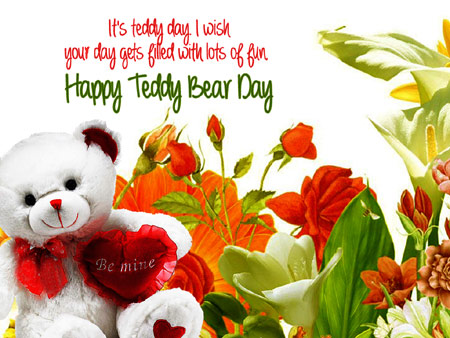 It's teddy day. I wish
your day gets filled with lots of fun.
Happy Teddy Bear Day
Be mine